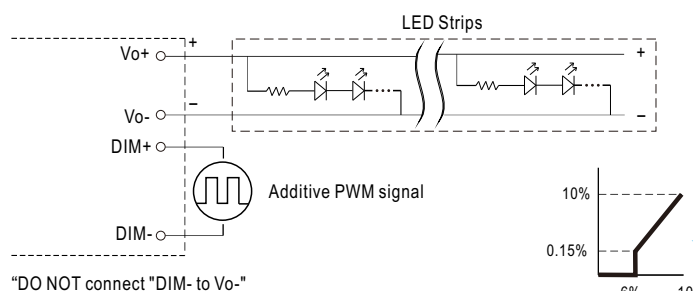 LED Strips
Vo+ + +
Vo- – –
DIM+
Additive PWM signal
DIM-
"DO NOT connect "DIM- to Vo-"
10%
0.15%
6%